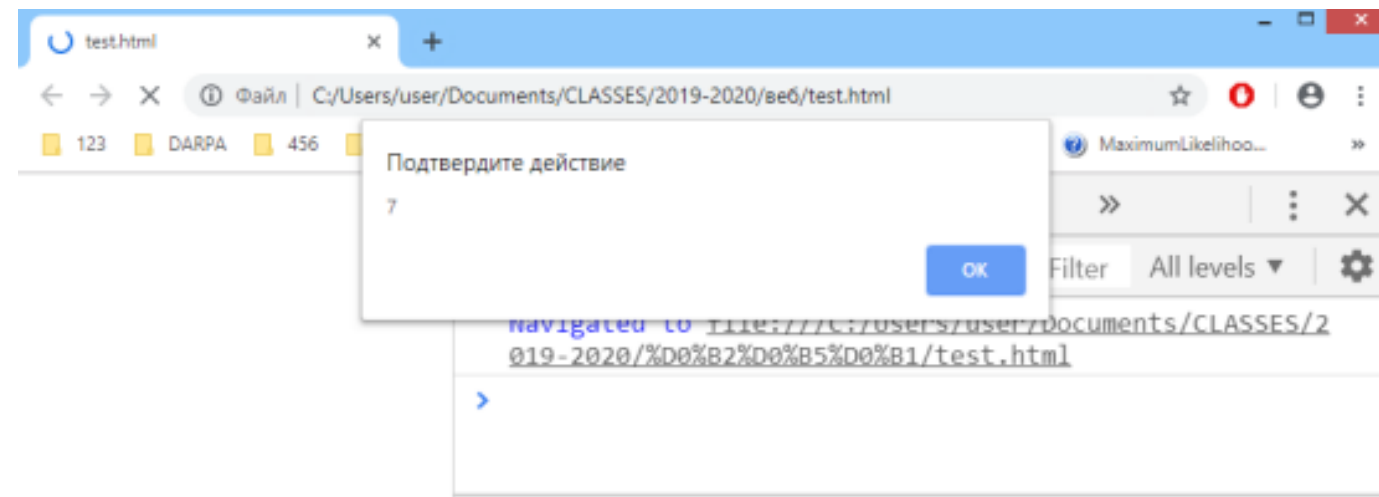 test.html
Файл | C:/Users/user/Documents/CLASSES/2019-2020/веб/test.html
123 DARPA 456 MaximumLikelihoo...
Подтвердите действие
7
ОК
Filter All levels
Navigated to file:///C:/Users/user/Documents/CLASSES/2
019-2020/%D0%B2%D0%B5%D0%B1/test.html